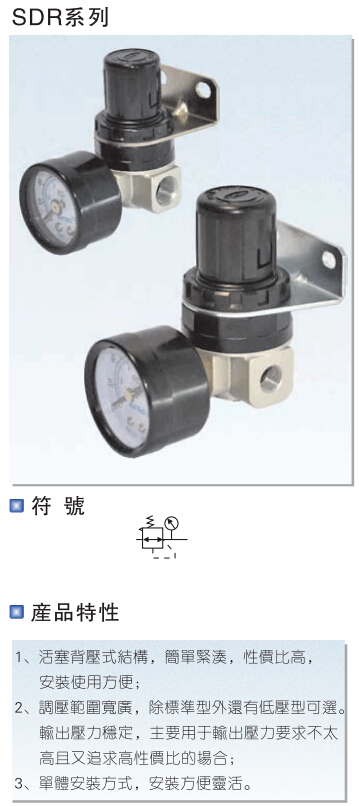 SDR系列
符 號
産品特性
1、活塞背壓式結構，簡單緊湊，性價比高，
安裝使用方便；
2、調壓範圍寬廣，除標準型外還有低壓型可選。
輸出壓力穩定，主要用于輸出壓力要求不太
高且又追求高性價比的場合；
3、單體安裝方式，安裝方便靈活。